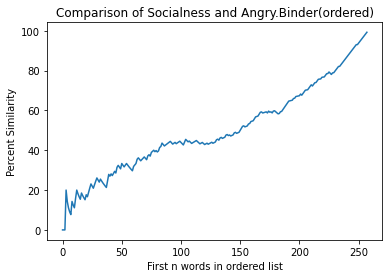 Comparison of Socialness and Angry.Binder(ordered)
Percent Similarity
100
80
60
40
20
0
0 50 100 150 200 250
First n words in ordered list